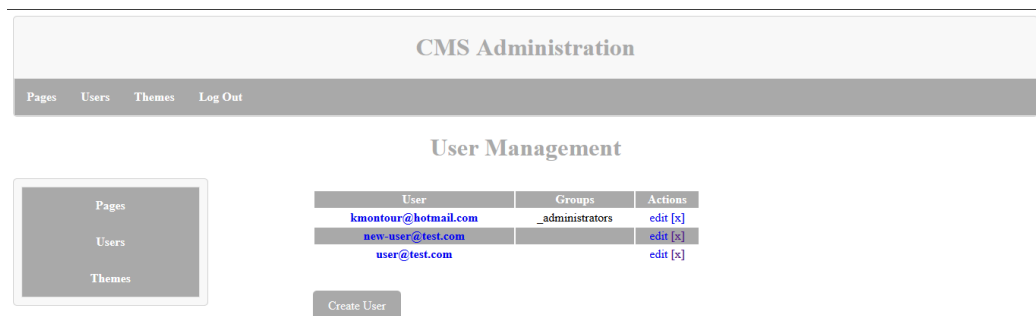 CMS Administration
Pages Users Themes Log Out
User Management
Pages
Users
Themes
User Groups Actions
kmontour@hotmail.com _administrators edit [x]
new-user@test.com edit [x]
user@test.com edit [x]
Create User